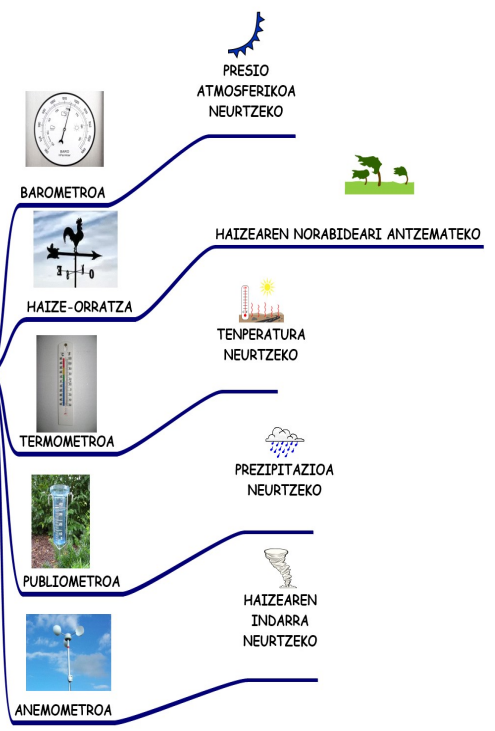 PRESIO
ATMOSFERIKOA
NEURTZEKO
BAROMETROA
HAIZEAREN NORABIDEARI ANTZEMATEKO
HAIZE-ORRATZA
TENPERATURA
NEURTZEKO
TERMOMETROA
PREZIPITAZIOA
NEURTZEKO
PUBLIOMETROA
HAIZEAREN
INDARRA
NEURTZEKO
ANEMOMETROA